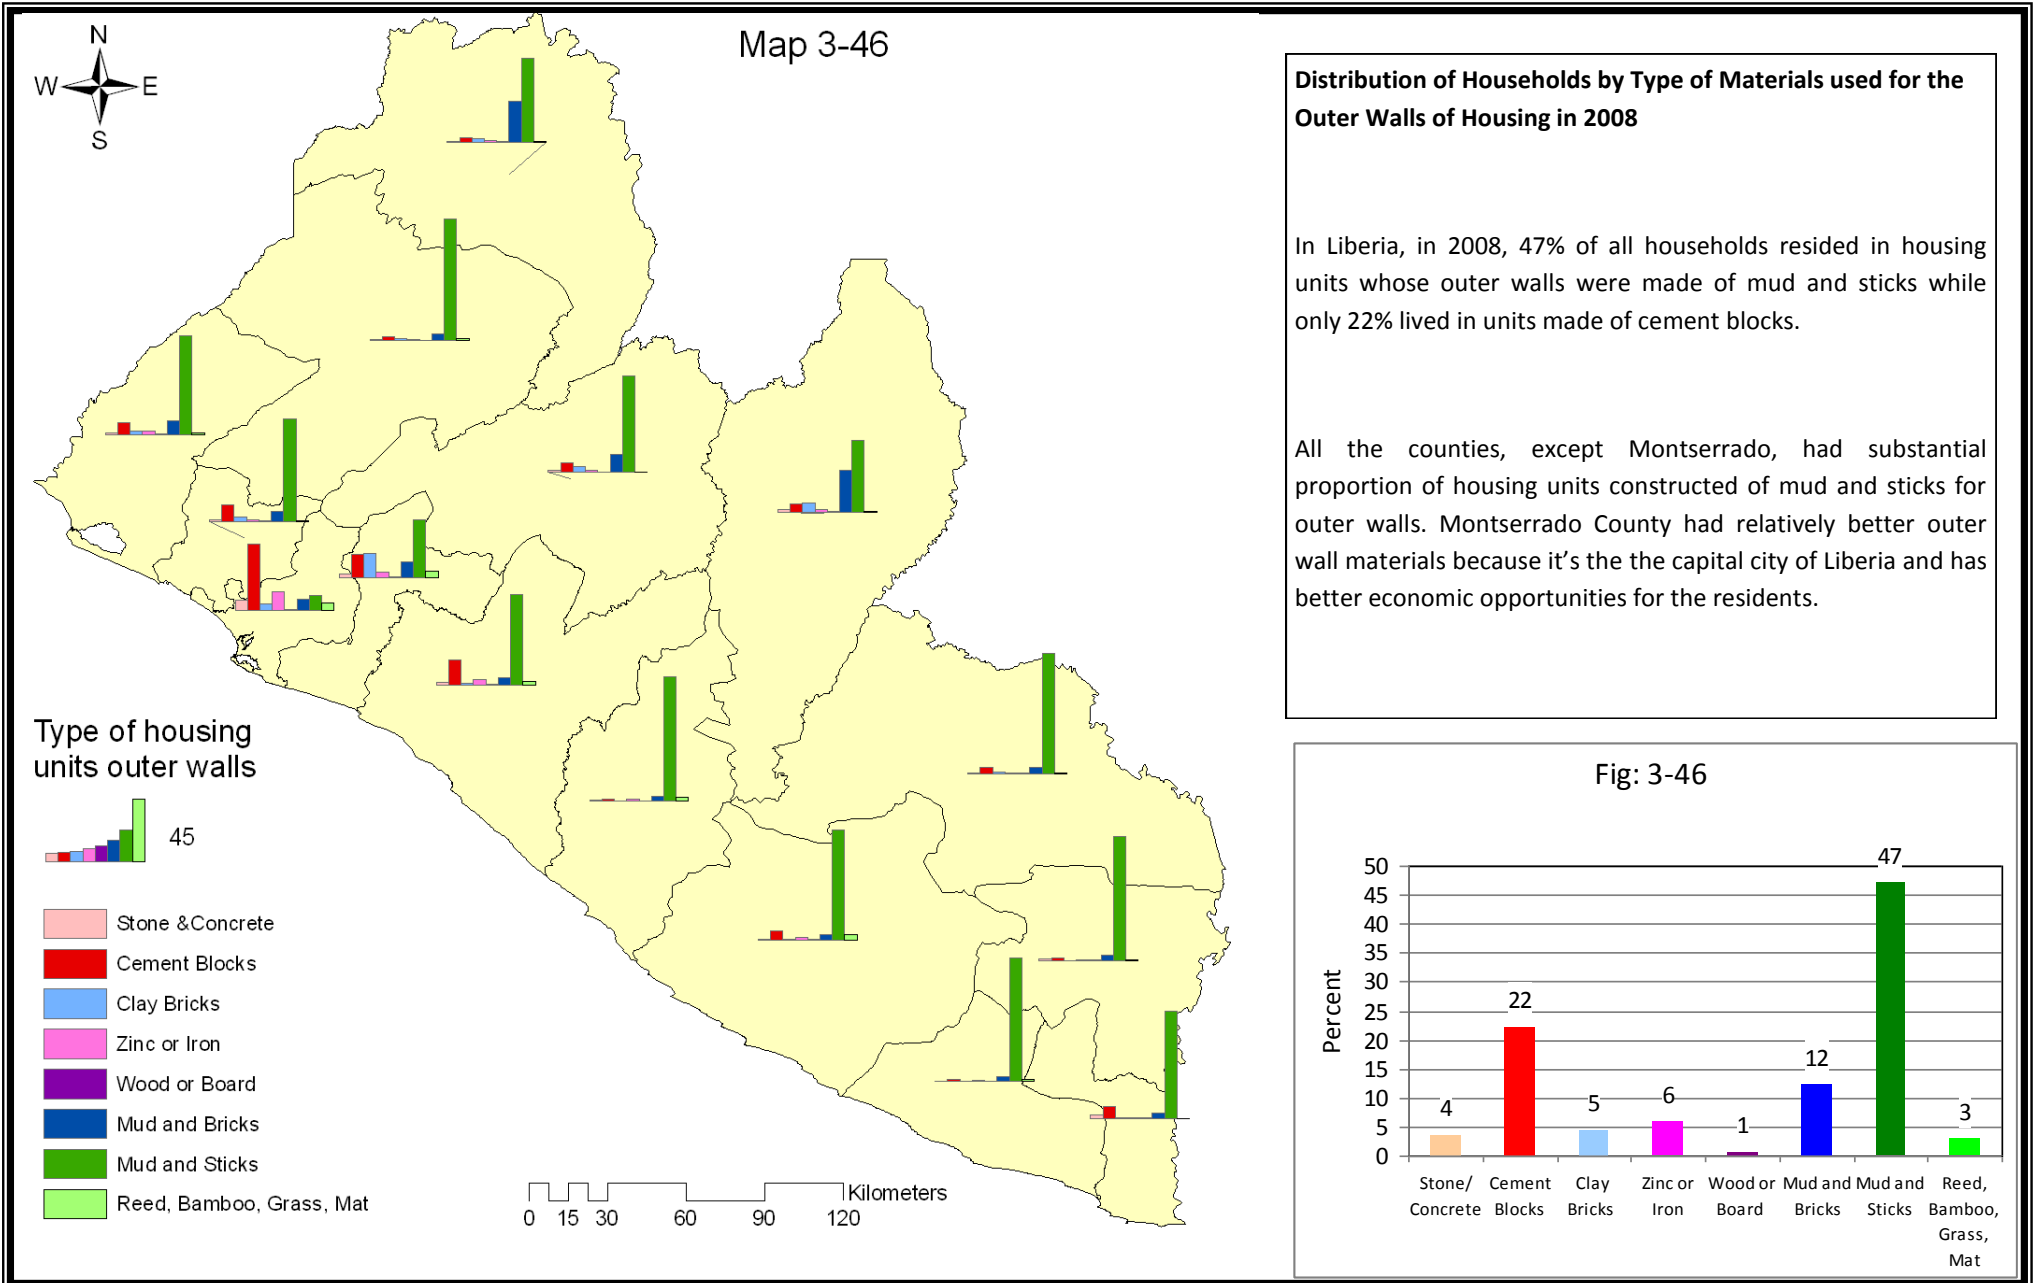 Map 3-46
N
W E
S
Distribution of Households by Type of Materials used for the
Outer Walls of Housing in 2008
In Liberia, in 2008, 47% of all households resided in housing
units whose outer walls were made of mud and sticks while
only 22% lived in units made of cement blocks.
All the counties, except Montserrado, had substantial
proportion of housing units constructed of mud and sticks for
outer walls. Montserrado County had relatively better outer
wall materials because it’s the the capital city of Liberia and has
better economic opportunities for the residents.
Type of housing
units outer walls
45
Stone &Concrete
Cement Blocks
Clay Bricks
Zinc or Iron
Wood or Board
Mud and Bricks
Mud and Sticks
Reed, Bamboo, Grass, Mat
Kilometers
0 15 30 60 90 120
Fig: 3-46
Percent
50
45
40
35
30
25
20
15
10
5
0
4
22
5
6
1
12
47
3
Stone/
Concrete
Cement
Blocks
Clay
Bricks
Zinc or
Iron
Wood or
Board
Mud and
Bricks
Mud and
Sticks
Reed,
Bamboo,
Grass,
Mat